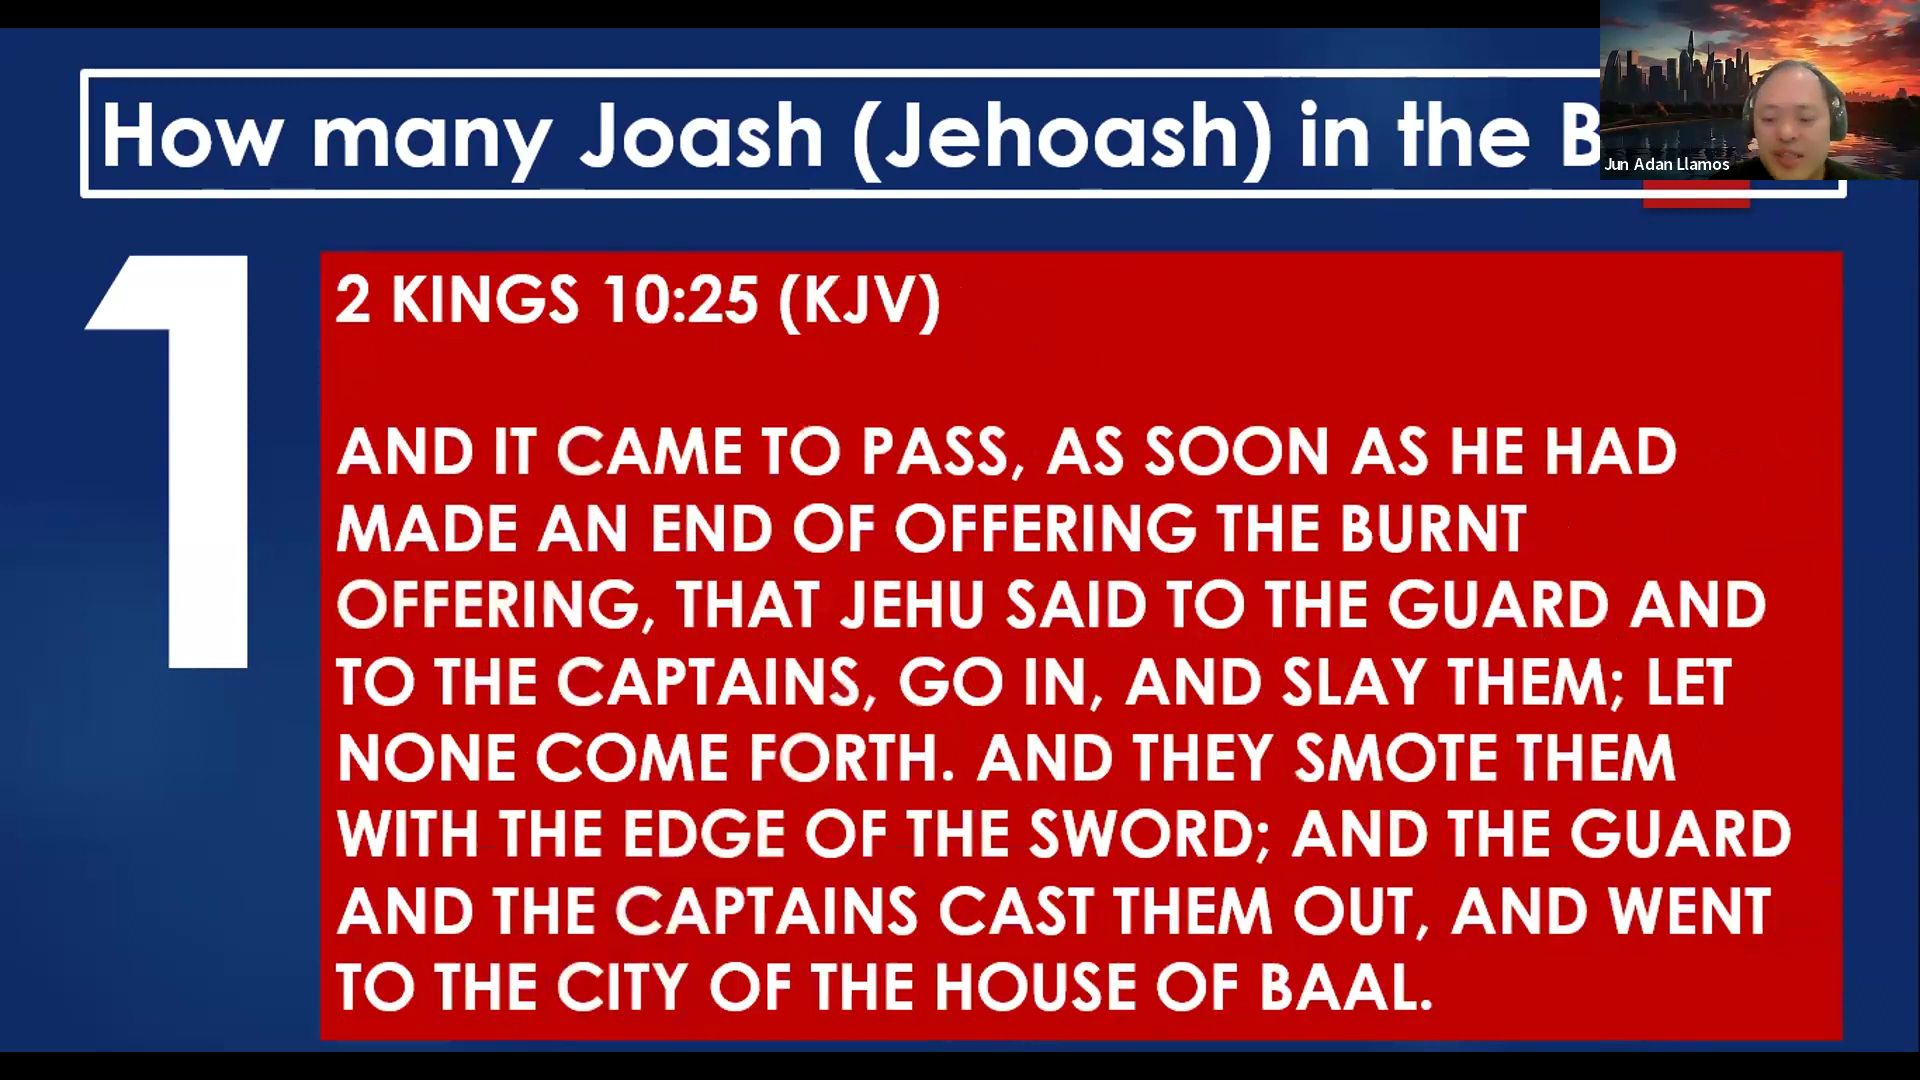 How many Joash (Jehoash) in the
Jun Adan Llamos
1
2 KINGS 10:25 (KJV)
AND IT CAME TO PASS, AS SOON AS HE HAD
MADE AN END OF OFFERING THE BURNT
OFFERING, THAT JEHU SAID TO THE GUARD AND
TO THE CAPTAINS, GO IN, AND SLAY THEM; LET
NONE COME FORTH. AND THEY SMOTE THEM
WITH THE EDGE OF THE SWORD; AND THE GUARD
AND THE CAPTAINS CAST THEM OUT, AND WENT
TO THE CITY OF THE HOUSE OF BAAL.